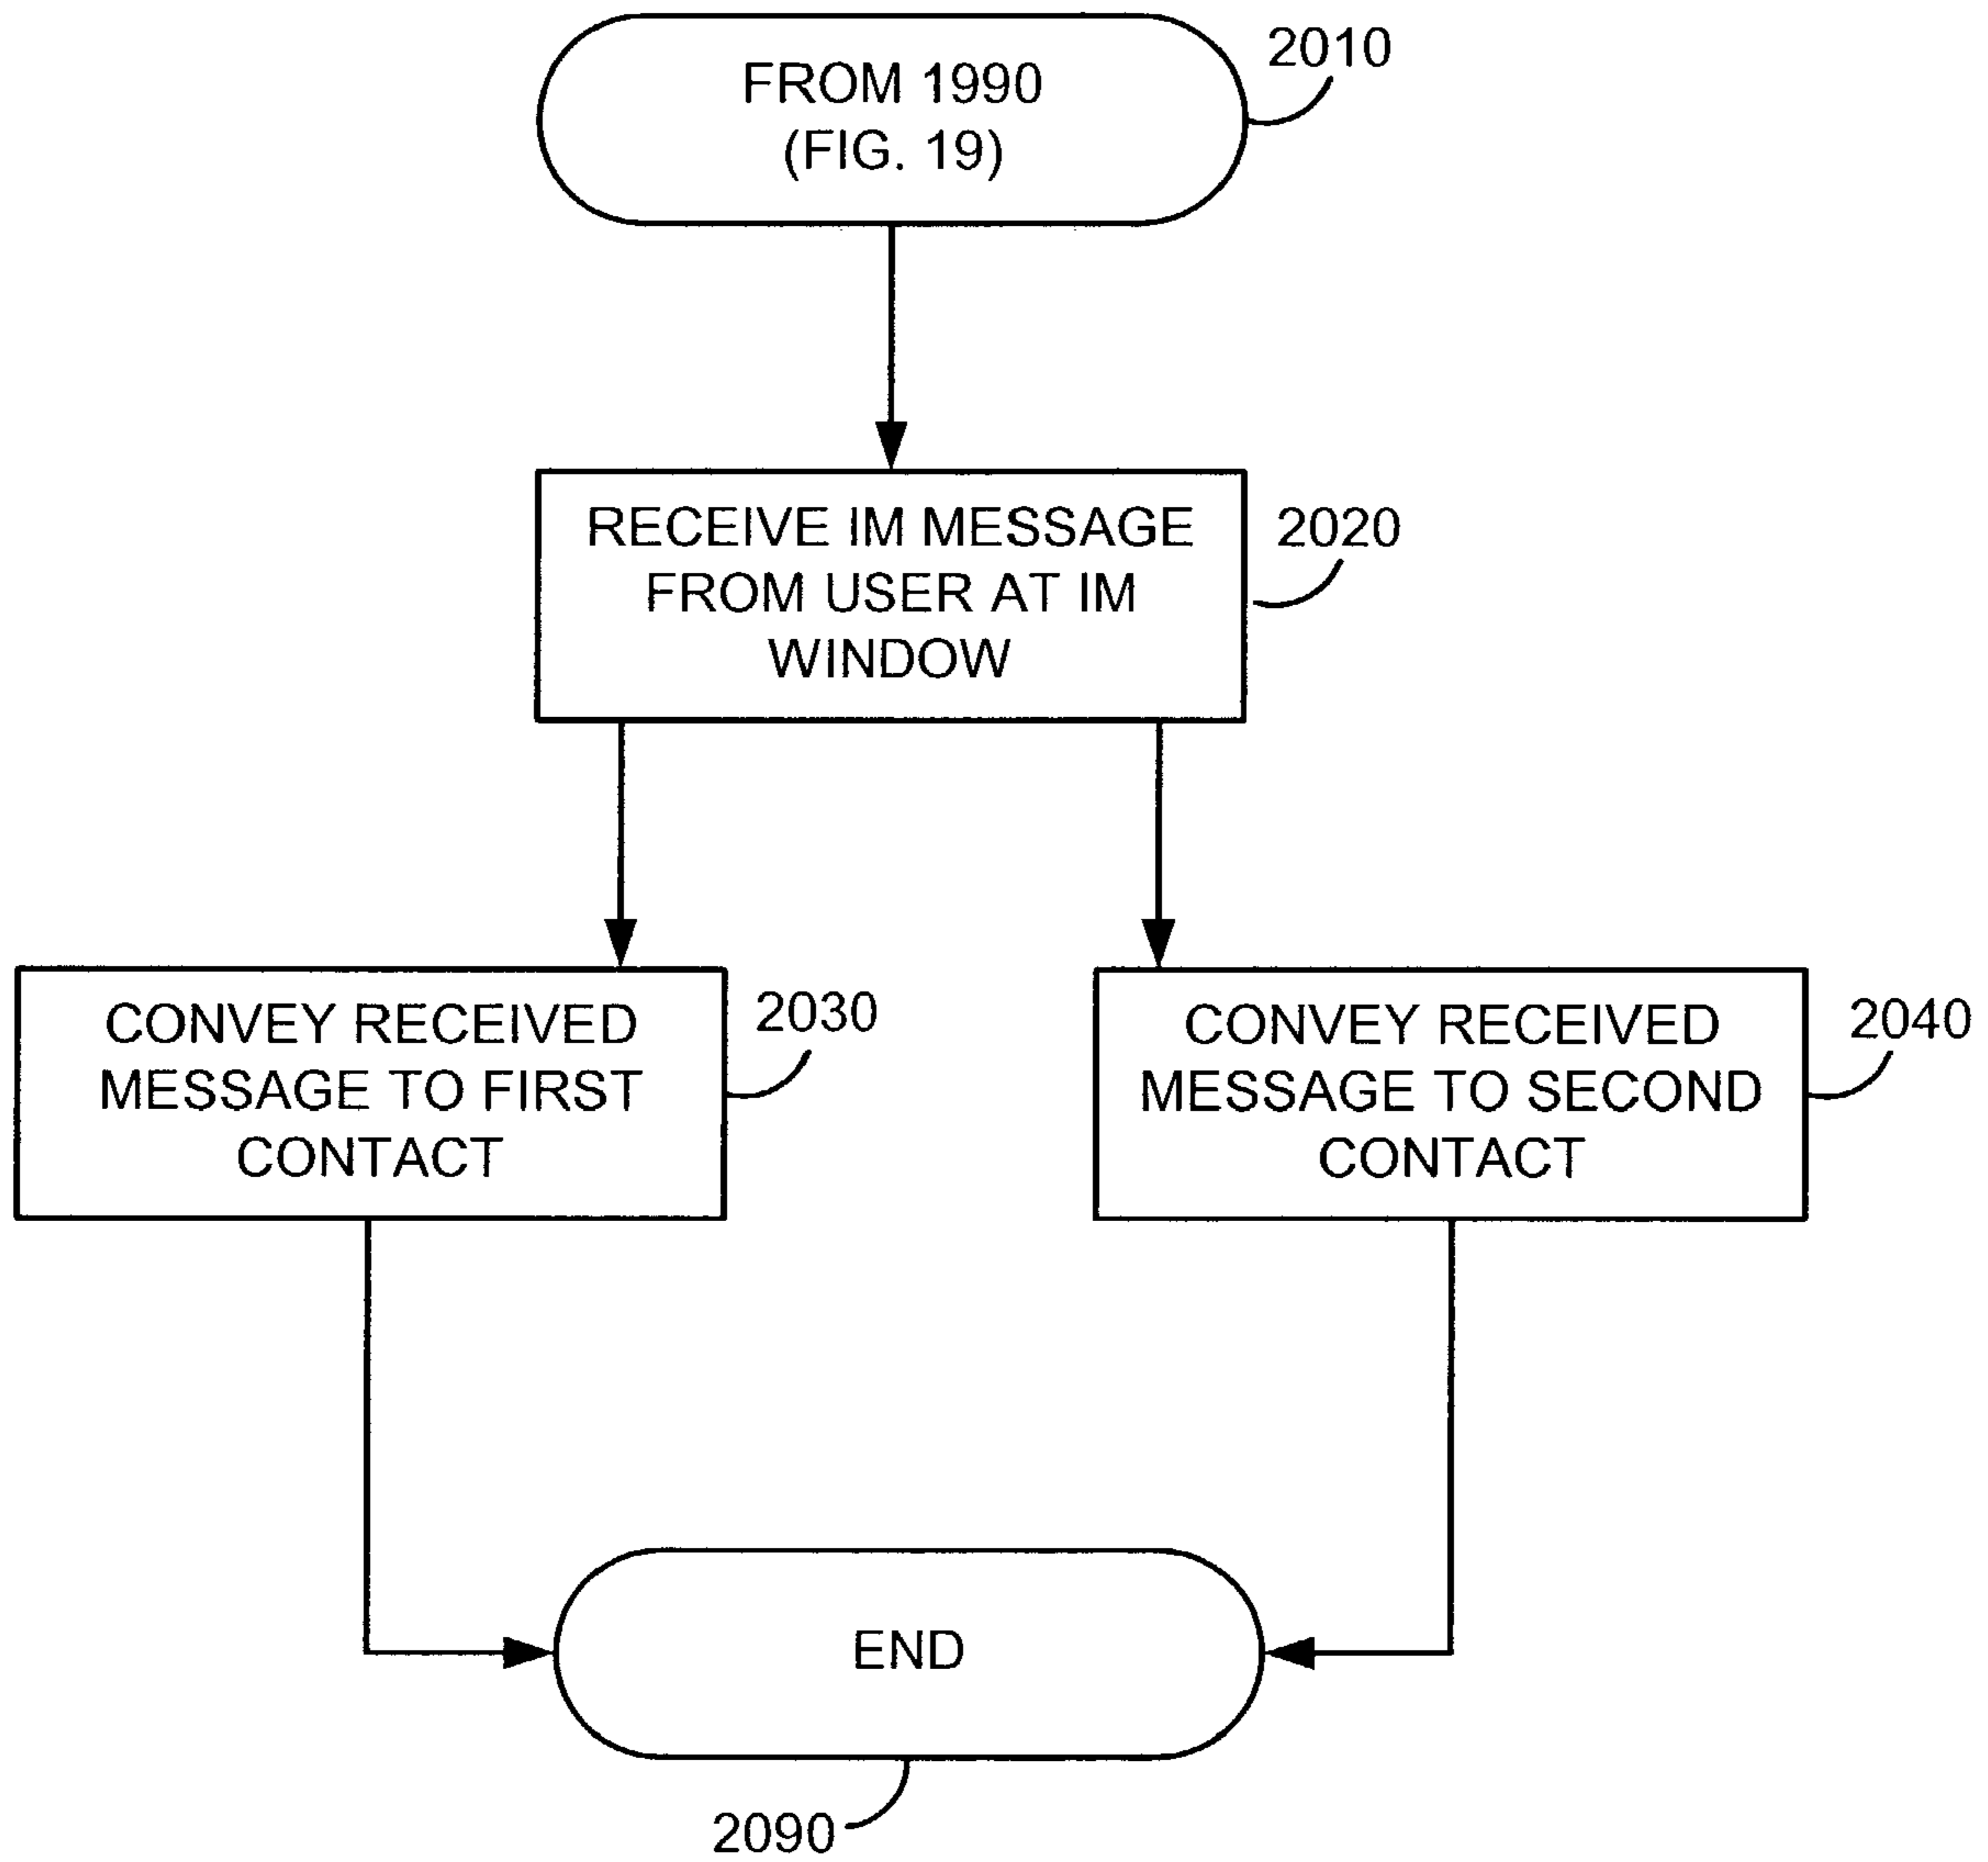 FROM 1990
(FIG. 19)
2010
RECEIVE IM MESSAGE
FROM USER AT IM
WINDOW
2020
CONVEY RECEIVED
MESSAGE TO FIRST
CONTACT
2030
CONVEY RECEIVED
MESSAGE TO SECOND
CONTACT
2040
END
2090